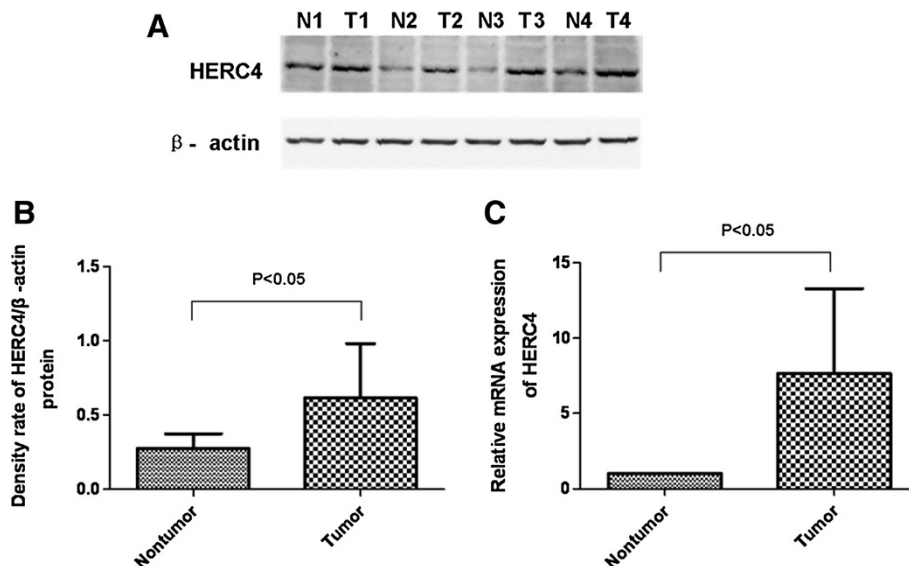 A
N1 T1 N2 T2 N3 T3 N4 T4
HERC4
β - actin
B
Density rate of HERC4/β -actin
protein
1.5
1.0
0.5
0.0
P<0.05
Nontumor
Tumor
C
Relative mRNA expression
of HERC4
15
10
5
0
P<0.05
Nontumor
Tumor